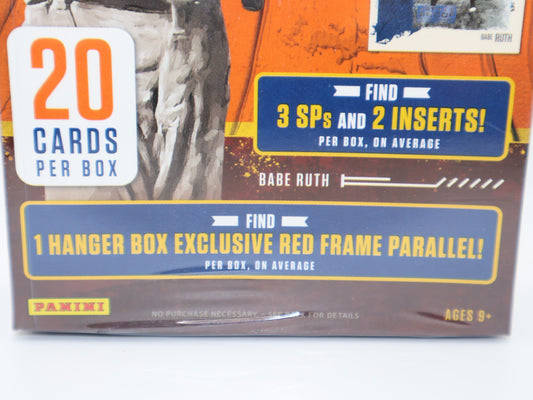 BABE RUTH
20
CARDS
PER BOX
FIND
3 SPs AND 2 INSERTS!
PER BOX, ON AVERAGE
BABE RUTH
FIND
1 HANGER BOX EXCLUSIVE RED FRAME PARALLEL!
PER BOX, ON AVERAGE
PANINI
NO PURCHASE NECESSARY – SEE BACK FOR DETAILS
AGES 9+